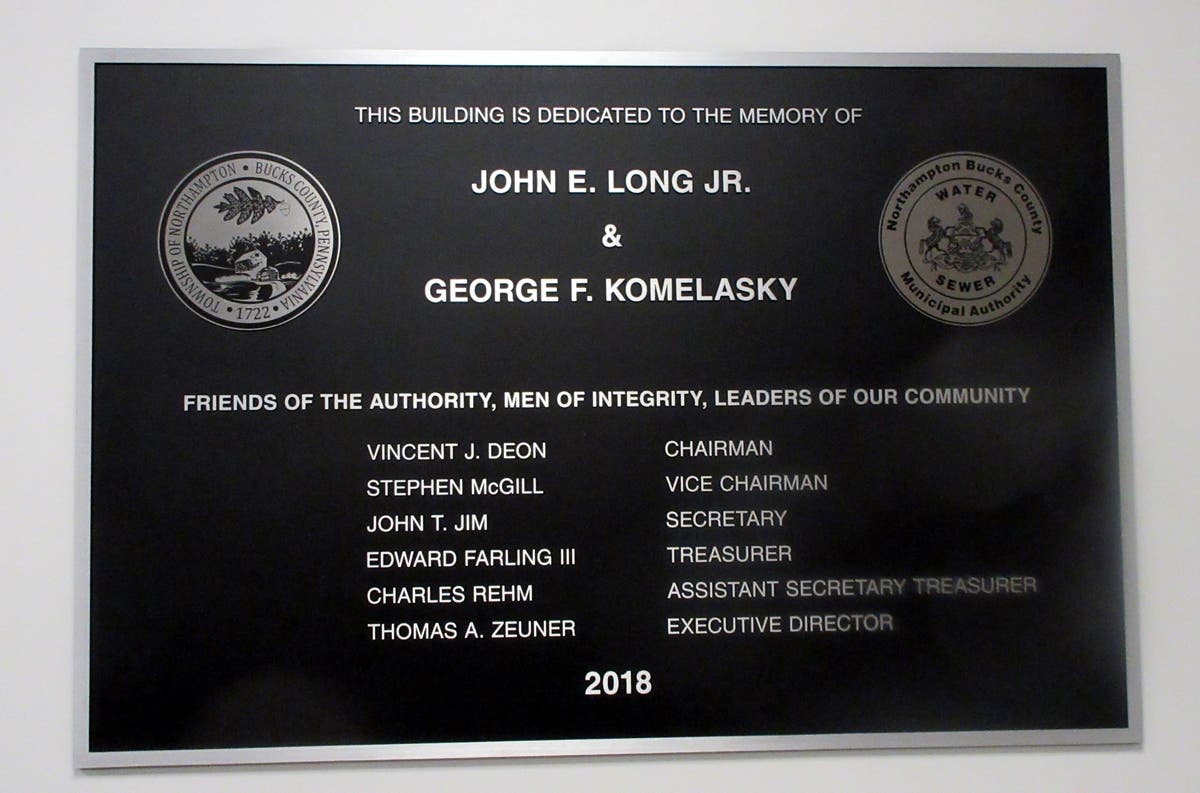 THIS BUILDING IS DEDICATED TO THE MEMORY OF
JOHN E. LONG JR.
&
GEORGE F. KOMELASKY
TOWNSHIP OF NORTHAMPTON • BUCKS COUNTY, PENNSYLVANIA
• 1722 •
Northampton Bucks County
WATER
SEWER
Municipal Authority
FRIENDS OF THE AUTHORITY, MEN OF INTEGRITY, LEADERS OF OUR COMMUNITY
VINCENT J. DEON CHAIRMAN
STEPHEN McGILL VICE CHAIRMAN
JOHN T. JIM SECRETARY
EDWARD FARLING III TREASURER
CHARLES REHM ASSISTANT SECRETARY TREASURER
THOMAS A. ZEUNER EXECUTIVE DIRECTOR
2018